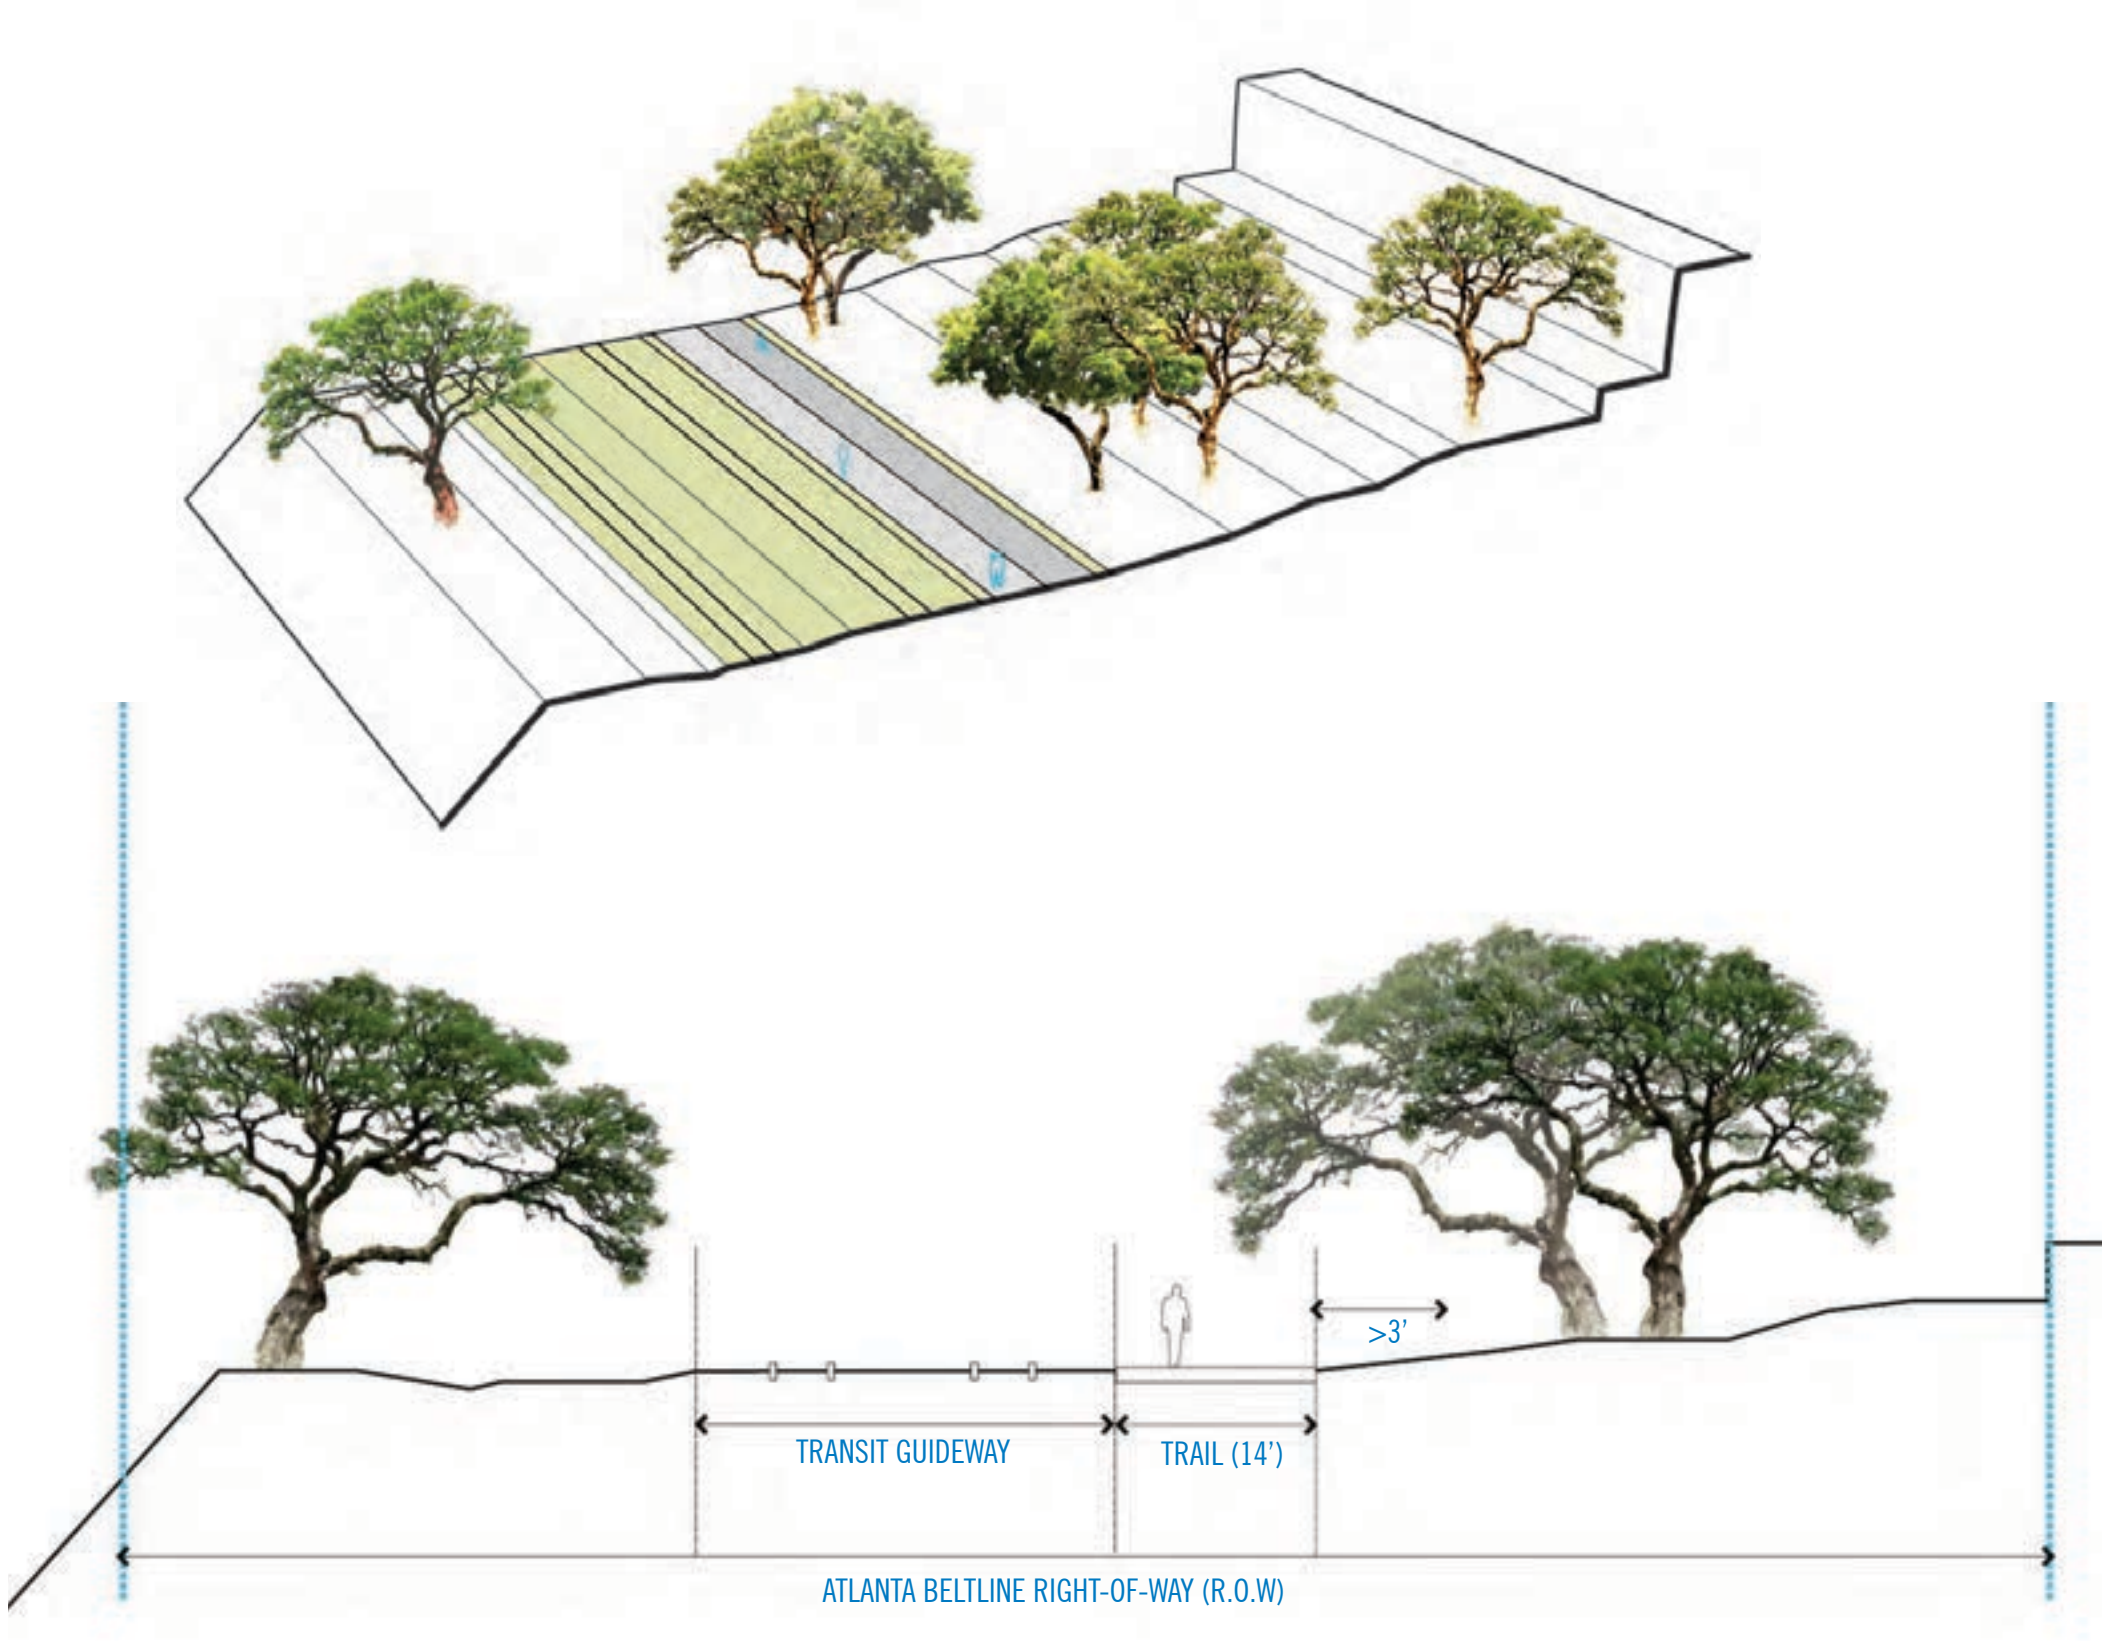 >3’
TRANSIT GUIDEWAY
TRAIL (14’)
ATLANTA BELTLINE RIGHT-OF-WAY (R.O.W)